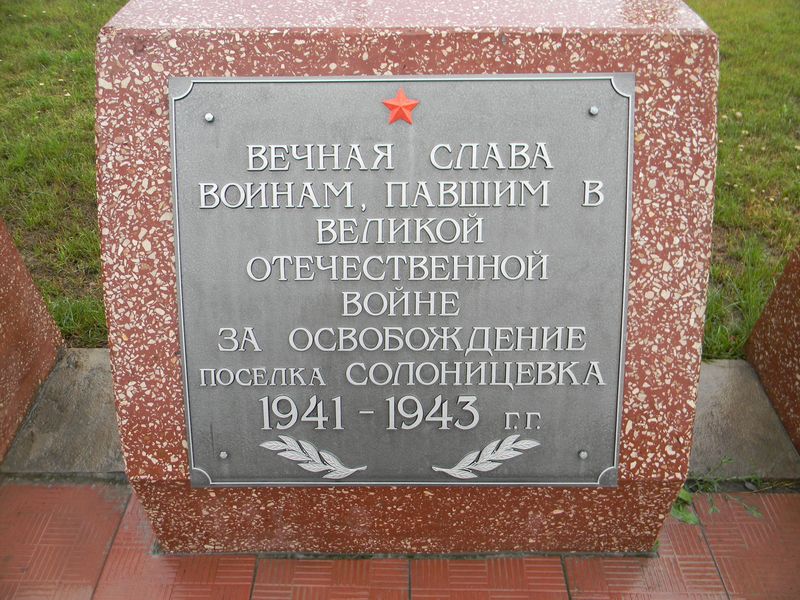 ВЕЧНАЯ СЛАВА
ВОИНАМ, ПАВШИМ В
ВЕЛИКОЙ
ОТЕЧЕСТВЕННОЙ
ВОЙНЕ
ЗА ОСВОБОЖДЕНИЕ
ПОСЕЛКА СОЛОНИЦЕВКА
1941 - 1943 Г.Г.